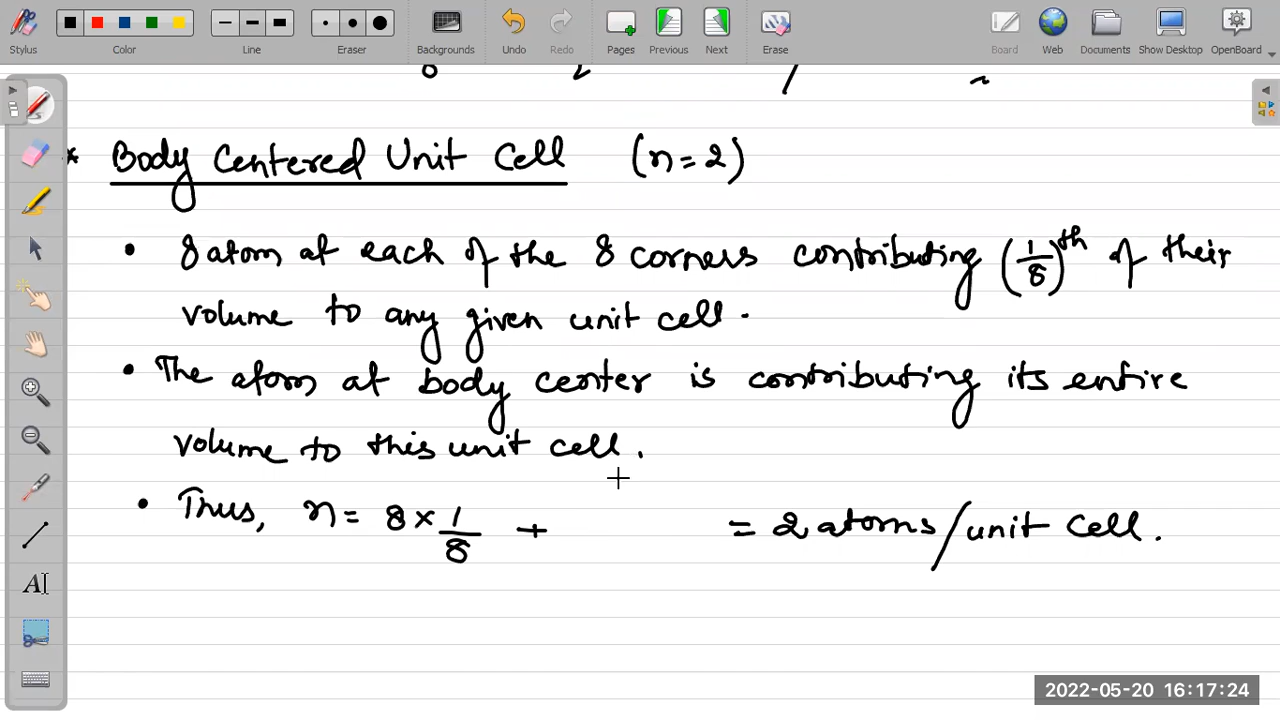 Stylus Color Line Eraser Backgrounds Undo Redo Pages Previous Next Erase Board Web Documents Show Desktop OpenBoard
8 2 /
* Body Centered Unit Cell (n=2)
• 8 atom at each of the 8 corners contributing (1/8)th of their
volume to any given unit cell.
• The atom at body center is contributing its entire
volume to this unit cell.
• Thus, n = 8 × 1/8 + = 2 atoms/unit cell.
2022-05-20 16:17:24